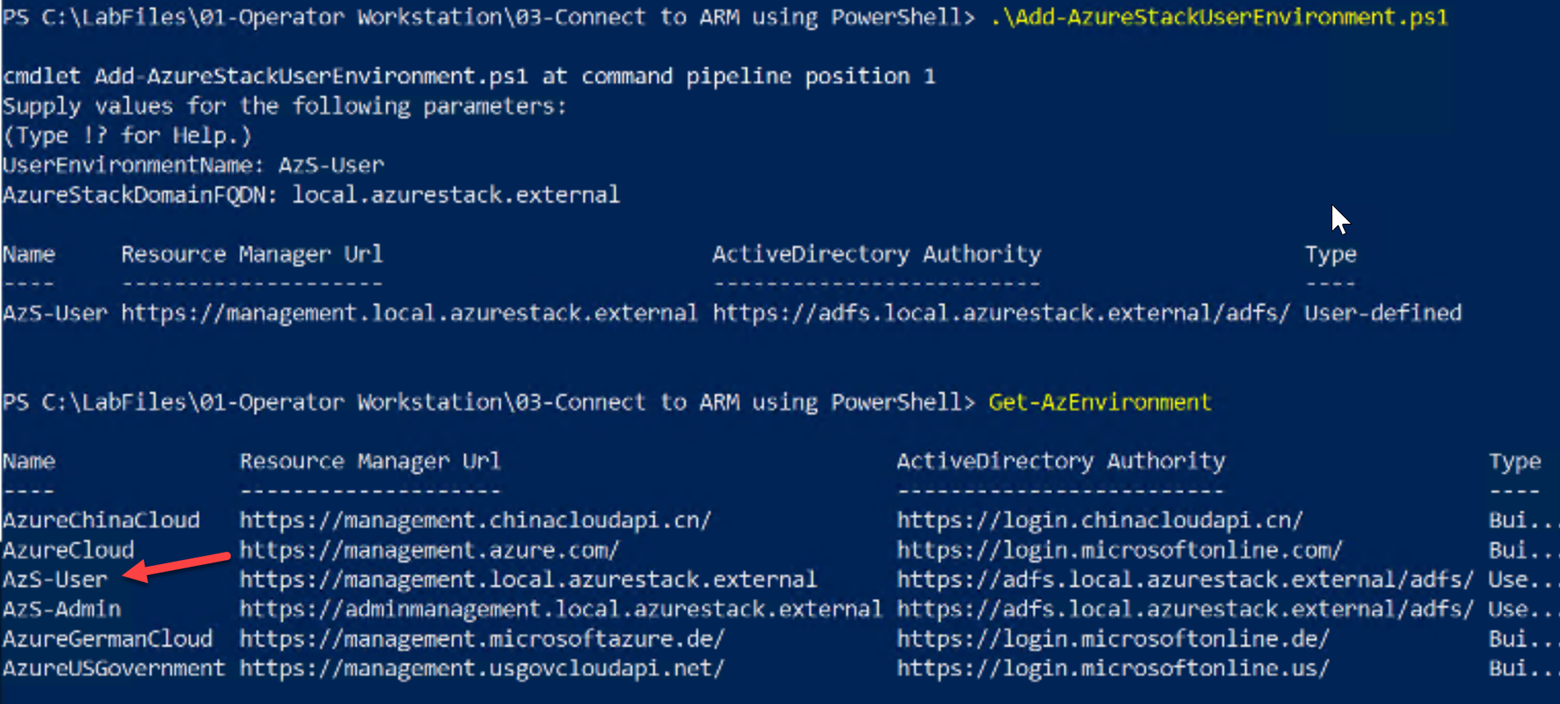 PS C:\LabFiles\01-Operator Workstation\03-Connect to ARM using PowerShell> .\Add-AzureStackUserEnvironment.ps1
cmdlet Add-AzureStackUserEnvironment.ps1 at command pipeline position 1
Supply values for the following parameters:
(Type !? for Help.)
UserEnvironmentName: AzS-User
AzureStackDomainFQDN: local.azurestack.external
Name Resource Manager Url ActiveDirectory Authority Type
---- -------------------- ------------------------- ----
AzS-User https://management.local.azurestack.external https://adfs.local.azurestack.external/adfs/ User-defined
PS C:\LabFiles\01-Operator Workstation\03-Connect to ARM using PowerShell> Get-AzEnvironment
Name Resource Manager Url ActiveDirectory Authority Type
---- -------------------- ------------------------- ----
AzureChinaCloud https://management.chinacloudapi.cn/ https://login.chinacloudapi.cn/ Bui...
AzureCloud https://management.azure.com/ https://login.microsoftonline.com/ Bui...
AzS-User https://management.local.azurestack.external https://adfs.local.azurestack.external/adfs/ Use...
AzS-Admin https://adminmanagement.local.azurestack.external https://adfs.local.azurestack.external/adfs/ Use...
AzureGermanCloud https://management.microsoftazure.de/ https://login.microsoftonline.de/ Bui...
AzureUSGovernment https://management.usgovcloudapi.net/ https://login.microsoftonline.us/ Bui...